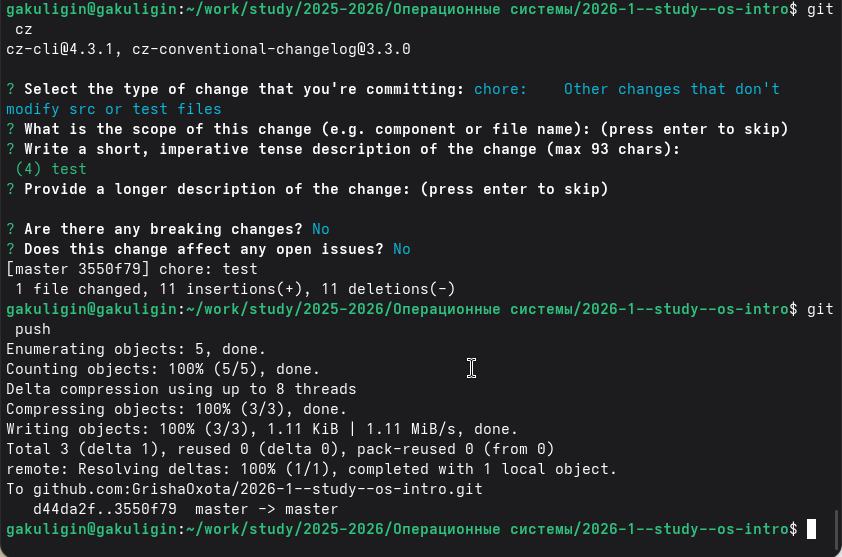 gakuligin@gakuligin:~/work/study/2025-2026/Операционные системы/2026-1--study--os-intro$ git
 cz
cz-cli@4.3.1, cz-conventional-changelog@3.3.0

? Select the type of change that you're committing: chore:    Other changes that don't
modify src or test files
? What is the scope of this change (e.g. component or file name): (press enter to skip)
? Write a short, imperative tense description of the change (max 93 chars):
 (4) test
? Provide a longer description of the change: (press enter to skip)

? Are there any breaking changes? No
? Does this change affect any open issues? No
[master 3550f79] chore: test
 1 file changed, 11 insertions(+), 11 deletions(-)
gakuligin@gakuligin:~/work/study/2025-2026/Операционные системы/2026-1--study--os-intro$ git
 push
Enumerating objects: 5, done.
Counting objects: 100% (5/5), done.
Delta compression using up to 8 threads
Compressing objects: 100% (3/3), done.
Writing objects: 100% (3/3), 1.11 KiB | 1.11 MiB/s, done.
Total 3 (delta 1), reused 0 (delta 0), pack-reused 0 (from 0)
remote: Resolving deltas: 100% (1/1), completed with 1 local object.
To github.com:GrishaOxota/2026-1--study--os-intro.git
   d44da2f..3550f79  master -> master
gakuligin@gakuligin:~/work/study/2025-2026/Операционные системы/2026-1--study--os-intro$